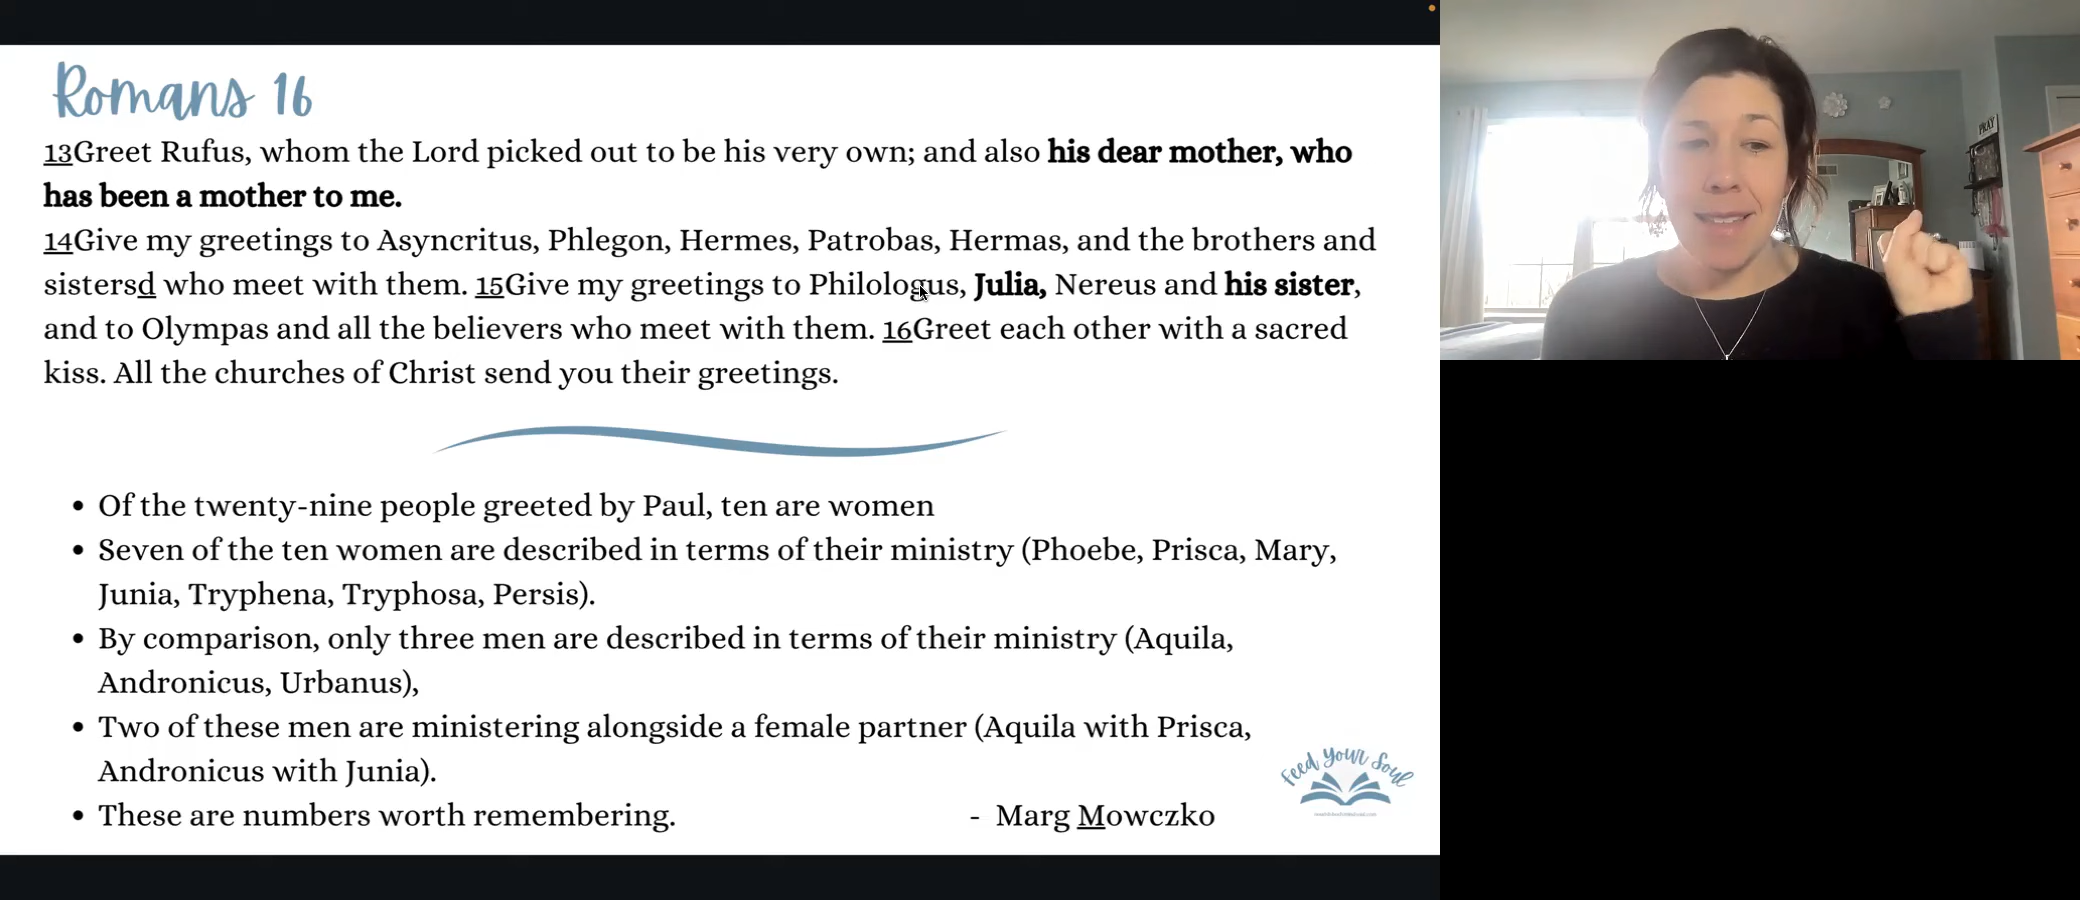 Romans 16
13Greet Rufus, whom the Lord picked out to be his very own; and also his dear mother, who
has been a mother to me.
14Give my greetings to Asyncritus, Phlegon, Hermes, Patrobas, Hermas, and the brothers and
sistersd who meet with them. 15Give my greetings to Philologus, Julia, Nereus and his sister,
and to Olympas and all the believers who meet with them. 16Greet each other with a sacred
kiss. All the churches of Christ send you their greetings.
• Of the twenty-nine people greeted by Paul, ten are women
• Seven of the ten women are described in terms of their ministry (Phoebe, Prisca, Mary,
Junia, Tryphena, Tryphosa, Persis).
• By comparison, only three men are described in terms of their ministry (Aquila,
Andronicus, Urbanus),
• Two of these men are ministering alongside a female partner (Aquila with Prisca,
Andronicus with Junia).
• These are numbers worth remembering. - Marg Mowczko
Feed Your Soul
PRAY